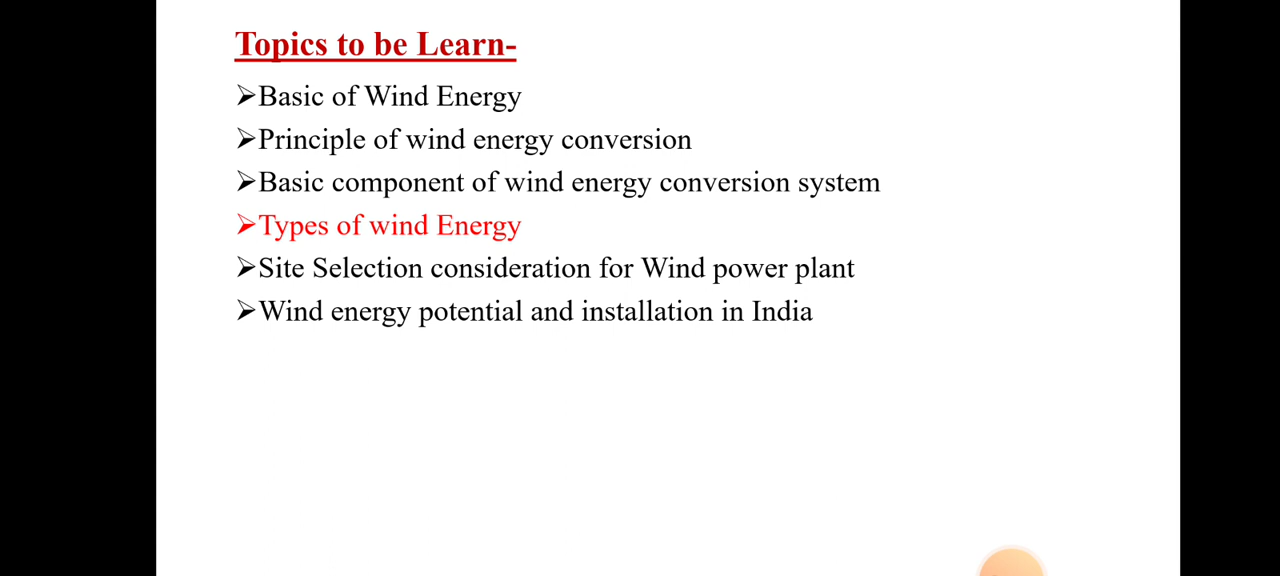 Topics to be Learn-
➢Basic of Wind Energy
➢Principle of wind energy conversion
➢Basic component of wind energy conversion system
➢Types of wind Energy
➢Site Selection consideration for Wind power plant
➢Wind energy potential and installation in India